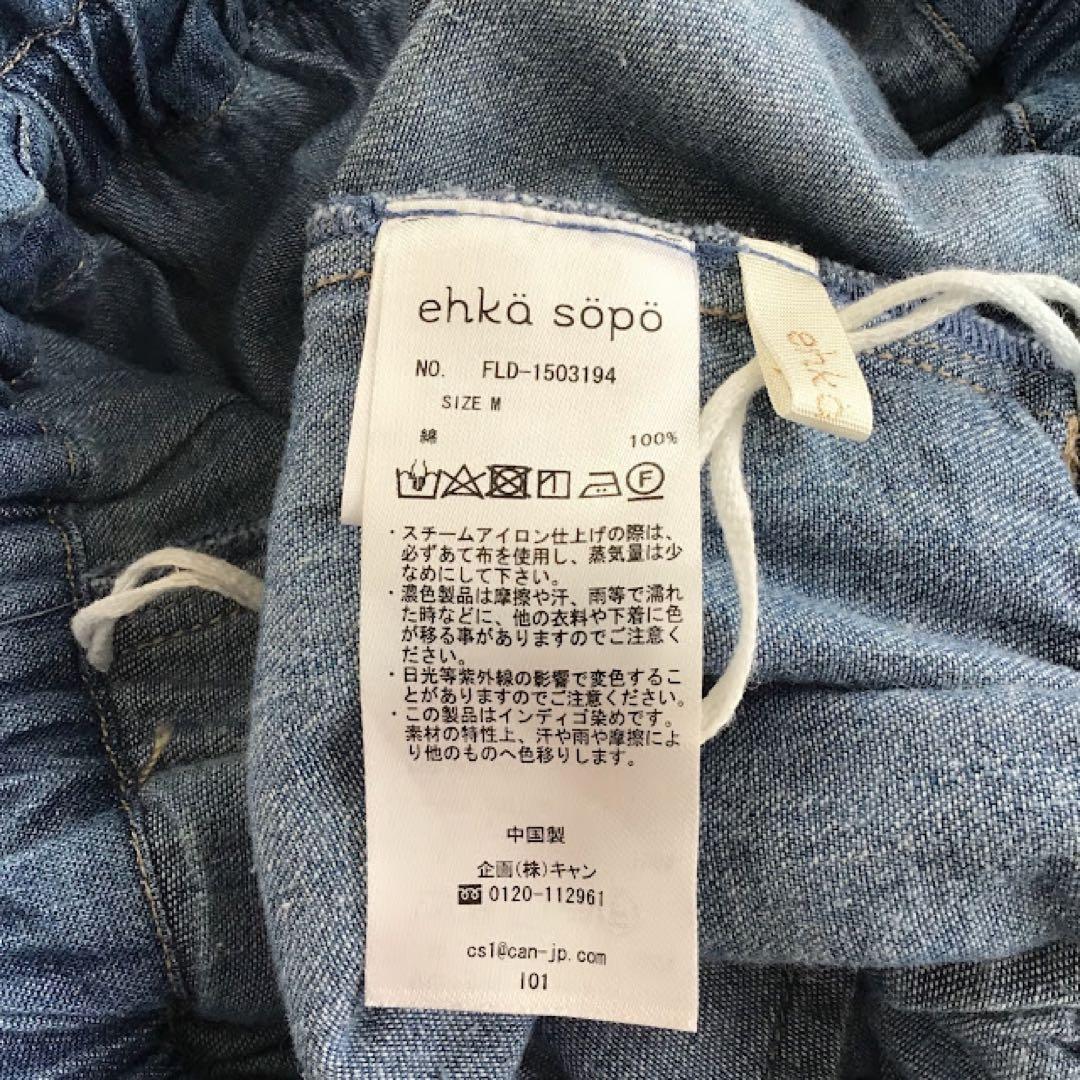 ehkä söpö
NO. FLD-1503194
SIZE M
綿 100%
F
・スチームアイロン仕上げの際は、
必ずあて布を使用し、蒸気量は少
なめにして下さい。
・濃色製品は摩擦や汗、雨等で濡れ
た時などに、他の衣料や下着に色
が移る事がありますのでご注意く
ださい。
・日光等紫外線の影響で変色するこ
とがありますのでご注意ください。
・この製品はインディゴ染めです。
素材の特性上、汗や雨や摩擦によ
り他のものへ色移りします。
中国製
企画(株)キャン
0120-112961
cs1@can-jp.com
I01
ehkä